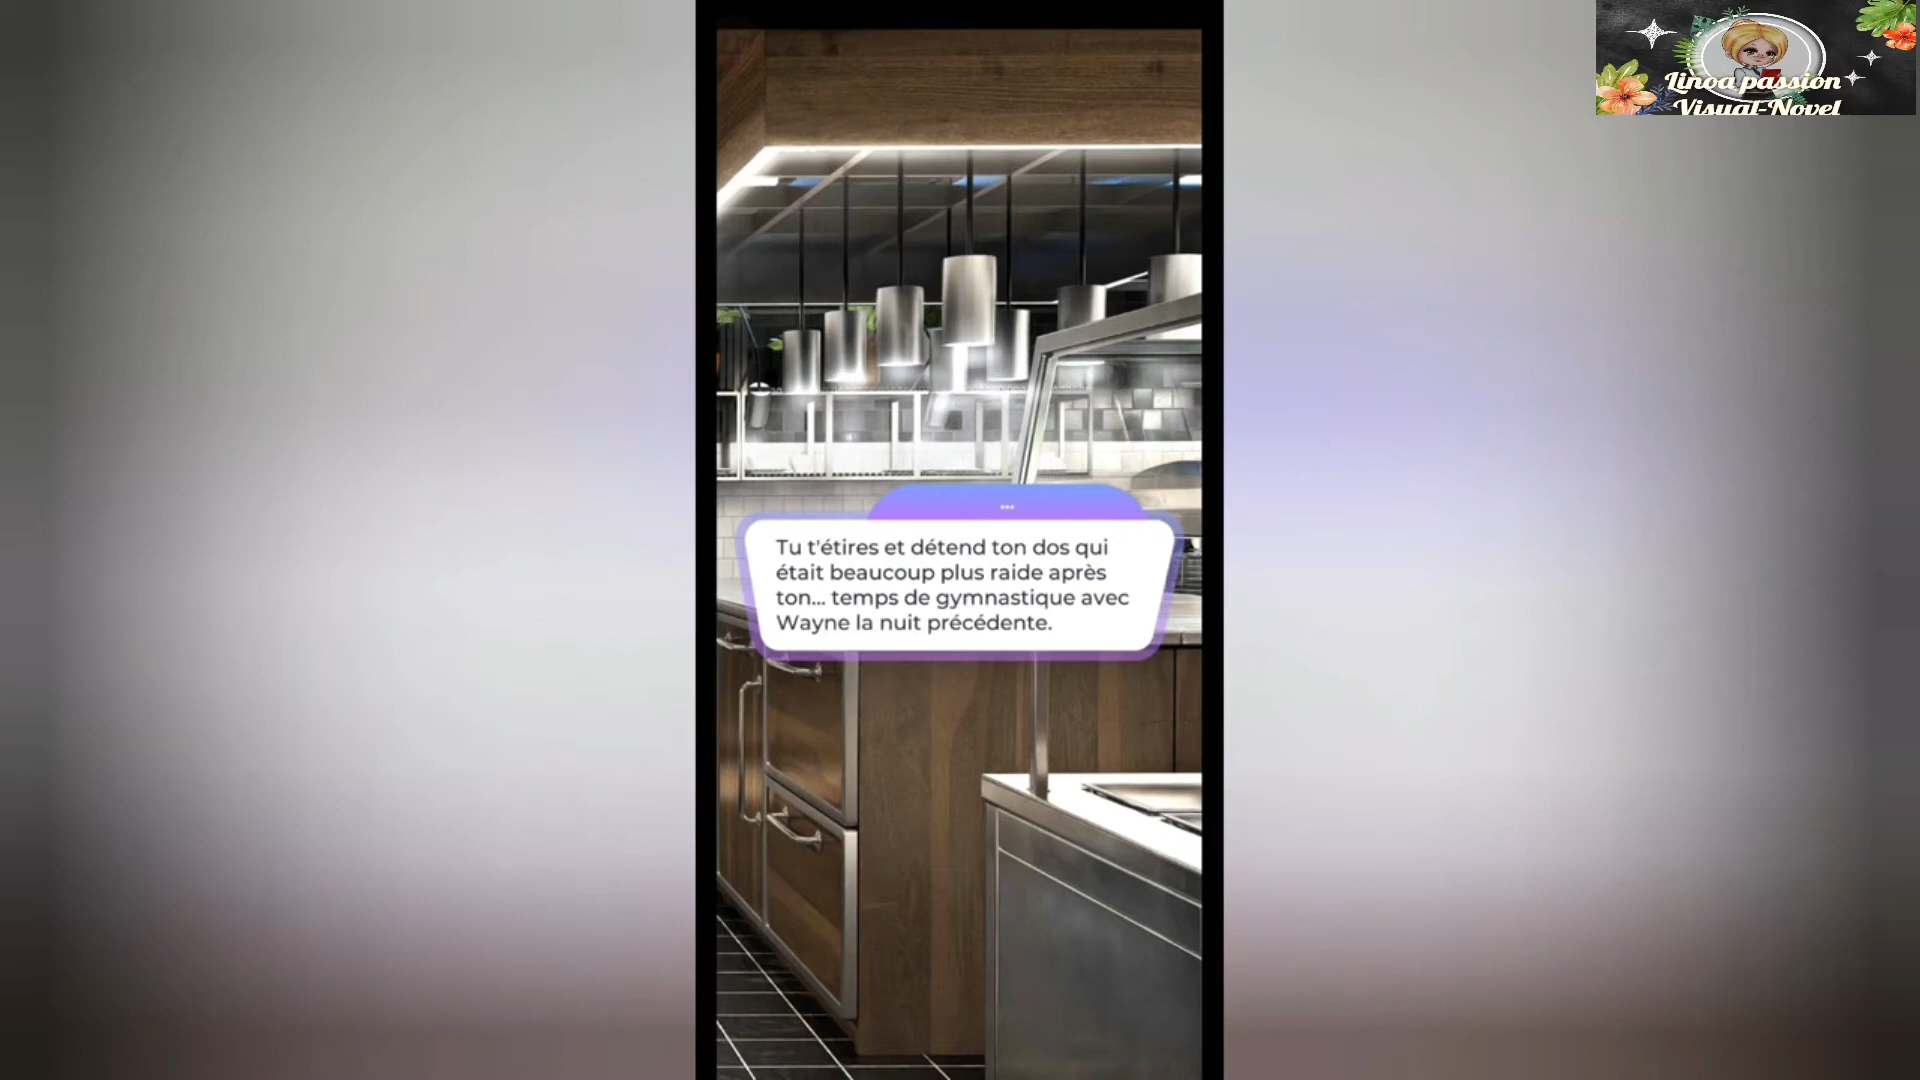 Linoa passion
Visual-Novel
...
Tu t'étires et détend ton dos qui
était beaucoup plus raide après
ton... temps de gymnastique avec
Wayne la nuit précédente.